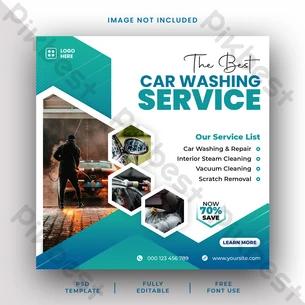 IMAGE NOT INCLUDED
LOGO
HERE
The Best
CAR WASHING
SERVICE
Our Service List
Car Washing & Repair
Interior Steam Cleaning
Vacuum Cleaning
Scratch Removal
NOW
70%
SAVE
LEARN MORE
000 123 456 789
www.yoursite.com
PSD
TEMPLATE
FULLY
EDITABLE
FREE
FONT USE